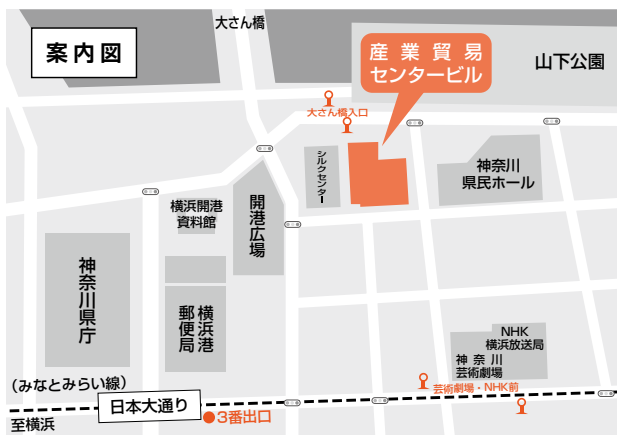 大さん橋
案内図
産業貿易
センタービル
山下公園
大さん橋入口
シルクセンター
神奈川
県民ホール
横浜開港
資料館
開港広場
神奈川県庁
横浜港
郵便局
NHK
横浜放送局
神奈川
芸術劇場
(みなとみらい線)
芸術劇場・NHK前
日本大通り
3番出口
至横浜